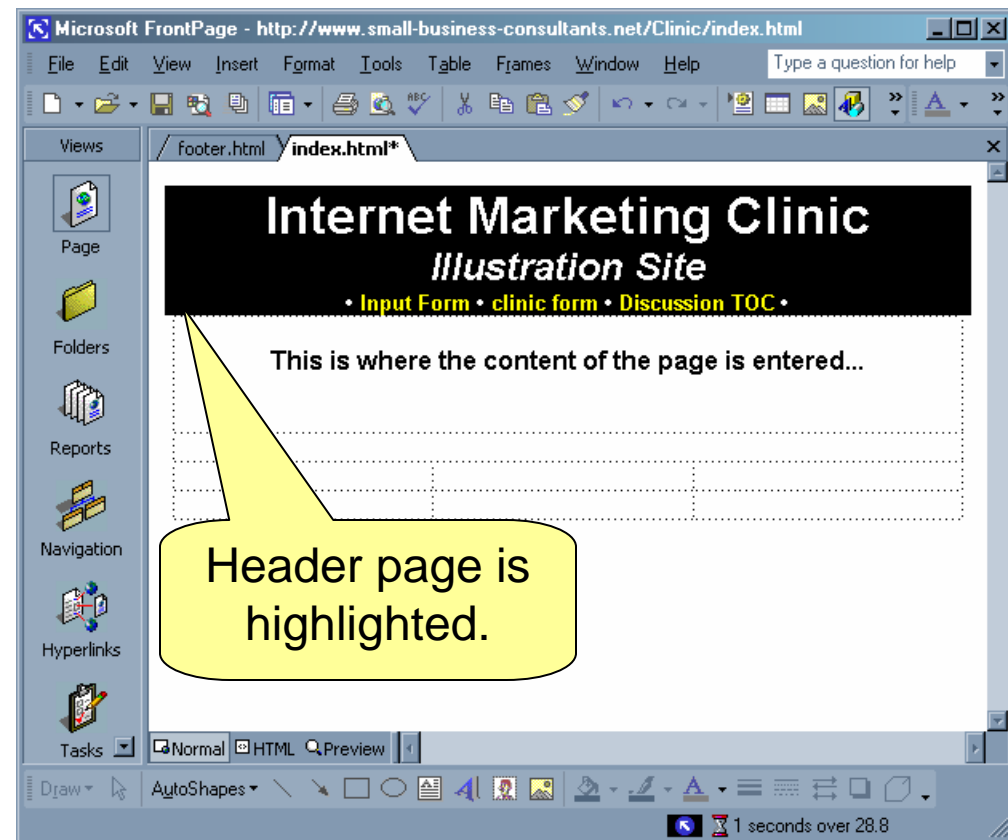 Microsoft FrontPage - http://www.small-business-consultants.net/Clinic/index.html
File Edit View Insert Format Tools Table Frames Window Help Type a question for help
Views footer.html index.html*
Internet Marketing Clinic
Illustration Site
• Input Form • clinic form • Discussion TOC •
This is where the content of the page is entered...
Page
Folders
Reports
Navigation
Hyperlinks
Tasks
Header page is
highlighted.
Normal HTML Preview
Draw AutoShapes
1 seconds over 28.8